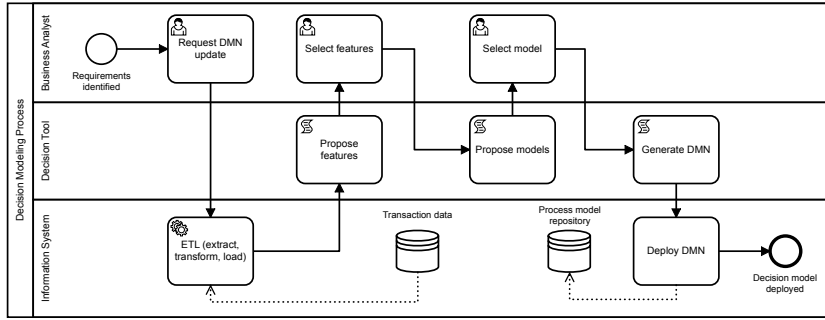 Decision Modeling Process
Business Analyst
Requirements
identified
Request DMN
update
Select features
Select model
Decision Tool
Propose
features
Propose models
Generate DMN
Information System
ETL (extract,
transform, load)
Transaction data
Process model
repository
Deploy DMN
Decision model
deployed